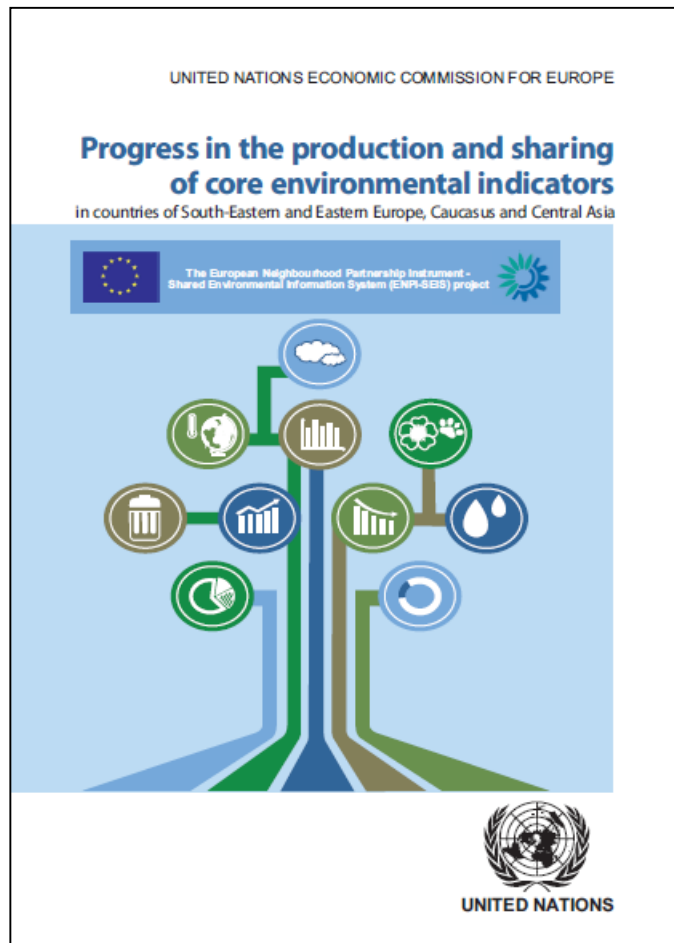 UNITED NATIONS ECONOMIC COMMISSION FOR EUROPE
Progress in the production and sharing
of core environmental indicators
in countries of South-Eastern and Eastern Europe, Caucasus and Central Asia
The European Neighbourhood Partnership Instrument -
Shared Environmental Information System (ENPI-SEIS) project
UNITED NATIONS